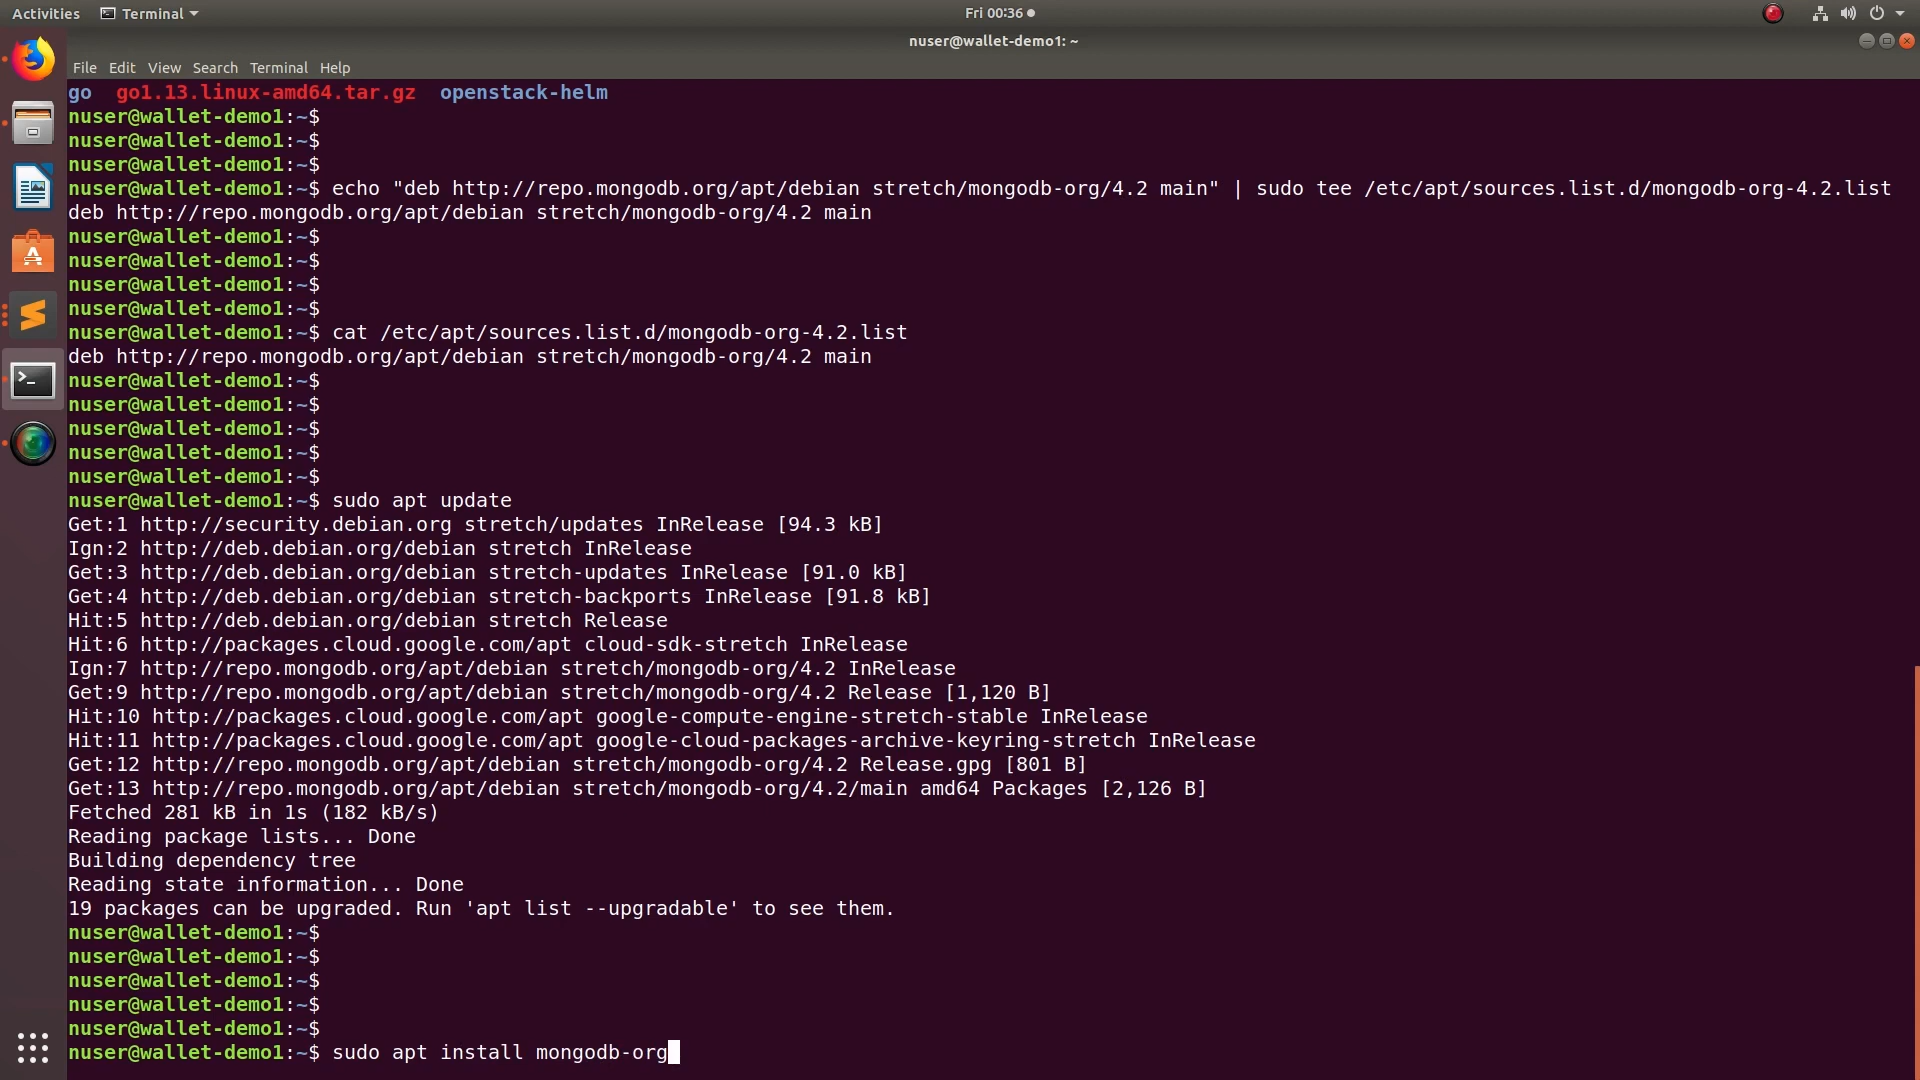 Activities Terminal Fri 00:36
nuser@wallet-demo1: ~
File Edit View Search Terminal Help
go go1.13.linux-amd64.tar.gz openstack-helm
nuser@wallet-demo1:~$
nuser@wallet-demo1:~$
nuser@wallet-demo1:~$
nuser@wallet-demo1:~$ echo "deb http://repo.mongodb.org/apt/debian stretch/mongodb-org/4.2 main" | sudo tee /etc/apt/sources.list.d/mongodb-org-4.2.list
deb http://repo.mongodb.org/apt/debian stretch/mongodb-org/4.2 main
nuser@wallet-demo1:~$
nuser@wallet-demo1:~$
nuser@wallet-demo1:~$
nuser@wallet-demo1:~$
nuser@wallet-demo1:~$ cat /etc/apt/sources.list.d/mongodb-org-4.2.list
deb http://repo.mongodb.org/apt/debian stretch/mongodb-org/4.2 main
nuser@wallet-demo1:~$
nuser@wallet-demo1:~$
nuser@wallet-demo1:~$
nuser@wallet-demo1:~$
nuser@wallet-demo1:~$
nuser@wallet-demo1:~$ sudo apt update
Get:1 http://security.debian.org stretch/updates InRelease [94.3 kB]
Ign:2 http://deb.debian.org/debian stretch InRelease
Get:3 http://deb.debian.org/debian stretch-updates InRelease [91.0 kB]
Get:4 http://deb.debian.org/debian stretch-backports InRelease [91.8 kB]
Hit:5 http://deb.debian.org/debian stretch Release
Hit:6 http://packages.cloud.google.com/apt cloud-sdk-stretch InRelease
Ign:7 http://repo.mongodb.org/apt/debian stretch/mongodb-org/4.2 InRelease
Get:9 http://repo.mongodb.org/apt/debian stretch/mongodb-org/4.2 Release [1,120 B]
Hit:10 http://packages.cloud.google.com/apt google-compute-engine-stretch-stable InRelease
Hit:11 http://packages.cloud.google.com/apt google-cloud-packages-archive-keyring-stretch InRelease
Get:12 http://repo.mongodb.org/apt/debian stretch/mongodb-org/4.2 Release.gpg [801 B]
Get:13 http://repo.mongodb.org/apt/debian stretch/mongodb-org/4.2/main amd64 Packages [2,126 B]
Fetched 281 kB in 1s (182 kB/s)
Reading package lists... Done
Building dependency tree
Reading state information... Done
19 packages can be upgraded. Run 'apt list --upgradable' to see them.
nuser@wallet-demo1:~$
nuser@wallet-demo1:~$
nuser@wallet-demo1:~$
nuser@wallet-demo1:~$
nuser@wallet-demo1:~$
nuser@wallet-demo1:~$ sudo apt install mongodb-org